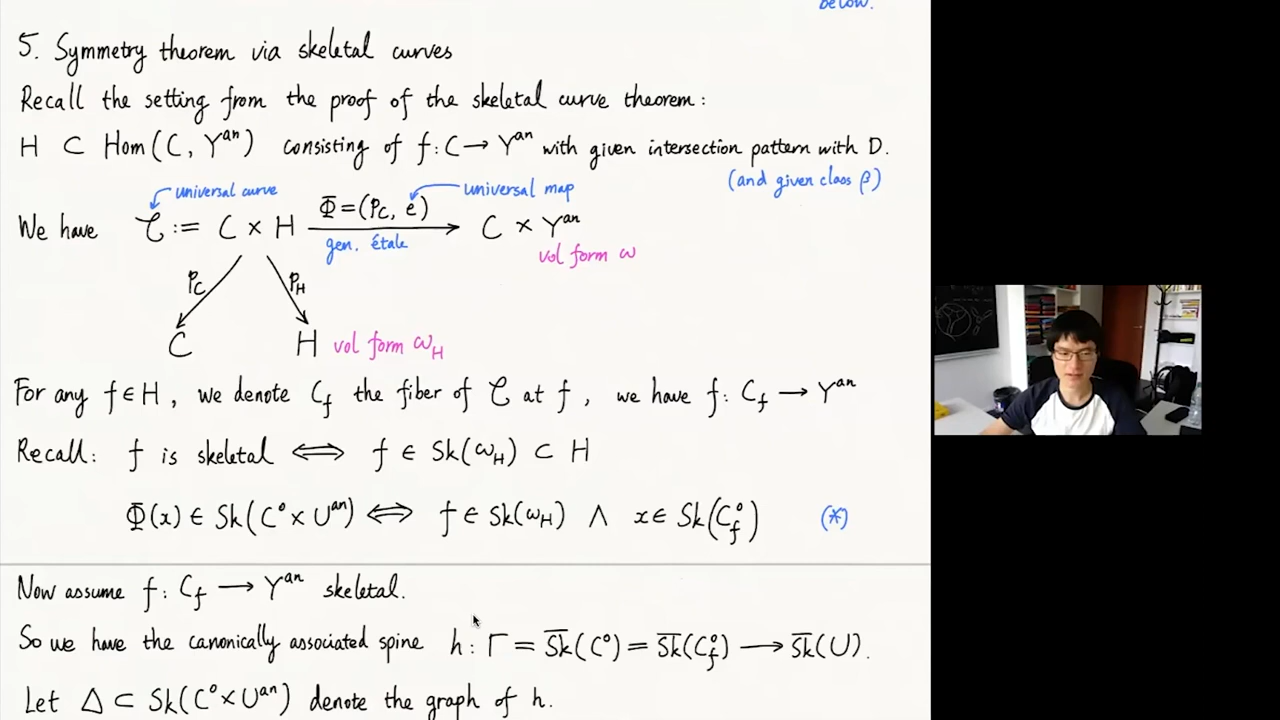 below.
5. Symmetry theorem via skeletal curves
Recall the setting from the proof of the skeletal curve theorem:
H ⊂ Hom(C, Y^an) consisting of f: C → Y^an with given intersection pattern with D.
(and given class β)
universal curve
universal map
We have 𝒞 := C × H Φ=(p_C, e) C × Y^an
gen. étale
vol form ω
p_C p_H
C H vol form ω_H
For any f∈H, we denote C_f the fiber of 𝒞 at f, we have f: C_f → Y^an
Recall: f is skeletal ⟺ f ∈ Sk(ω_H) ⊂ H
Φ(x) ∈ Sk(C° × U^an) ⟺ f ∈ Sk(ω_H) ∧ x ∈ Sk(C_f°) (*)
Now assume f: C_f → Y^an skeletal.
So we have the canonically associated spine h: Γ = S̅k̅(C°) = S̅k̅(C_f°) → S̅k̅(U).
Let Δ ⊂ Sk(C° × U^an) denote the graph of h.